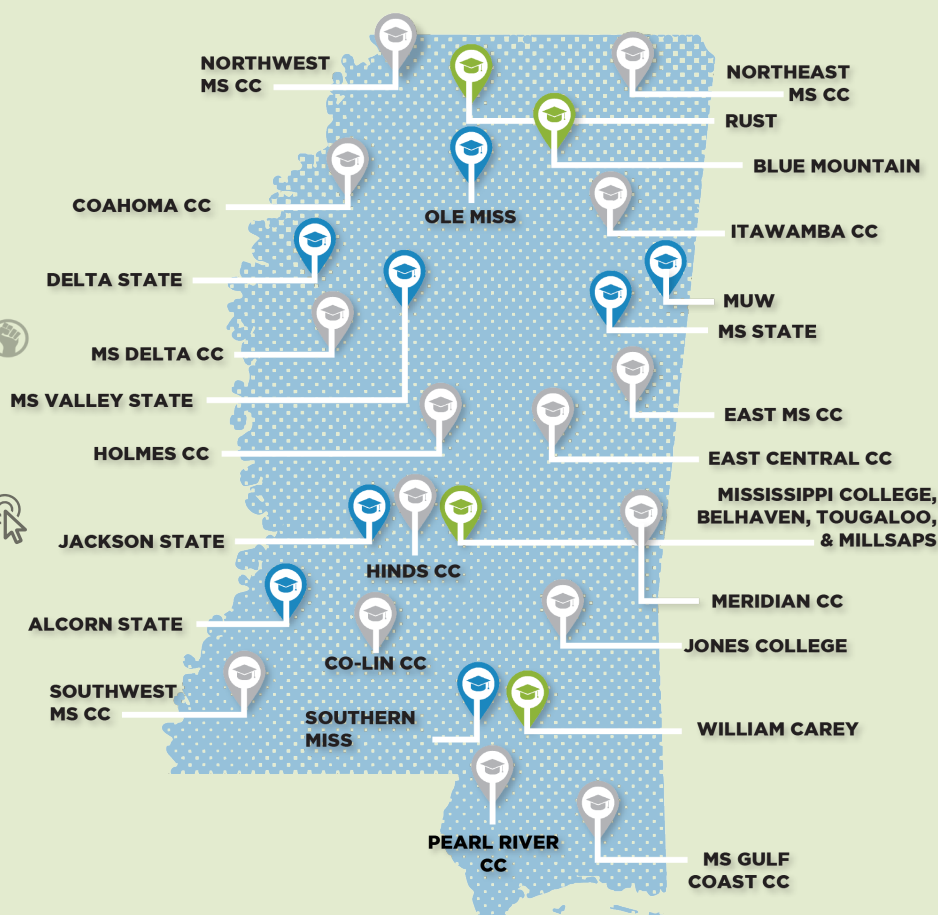 NORTHWEST
MS CC
NORTHEAST
MS CC
RUST
BLUE MOUNTAIN
COAHOMA CC
OLE MISS
ITAWAMBA CC
DELTA STATE
MUW
MS STATE
MS DELTA CC
MS VALLEY STATE
EAST MS CC
HOLMES CC
EAST CENTRAL CC
MISSISSIPPI COLLEGE,
BELHAVEN, TOUGALOO,
& MILLSAPS
JACKSON STATE
HINDS CC
MERIDIAN CC
ALCORN STATE
JONES COLLEGE
CO-LIN CC
SOUTHWEST
MS CC
SOUTHERN
MISS
WILLIAM CAREY
PEARL RIVER
CC
MS GULF
COAST CC